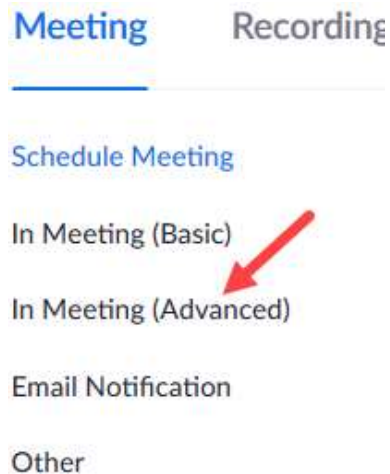 Meeting Recording
Schedule Meeting
In Meeting (Basic)
In Meeting (Advanced)
Email Notification
Other